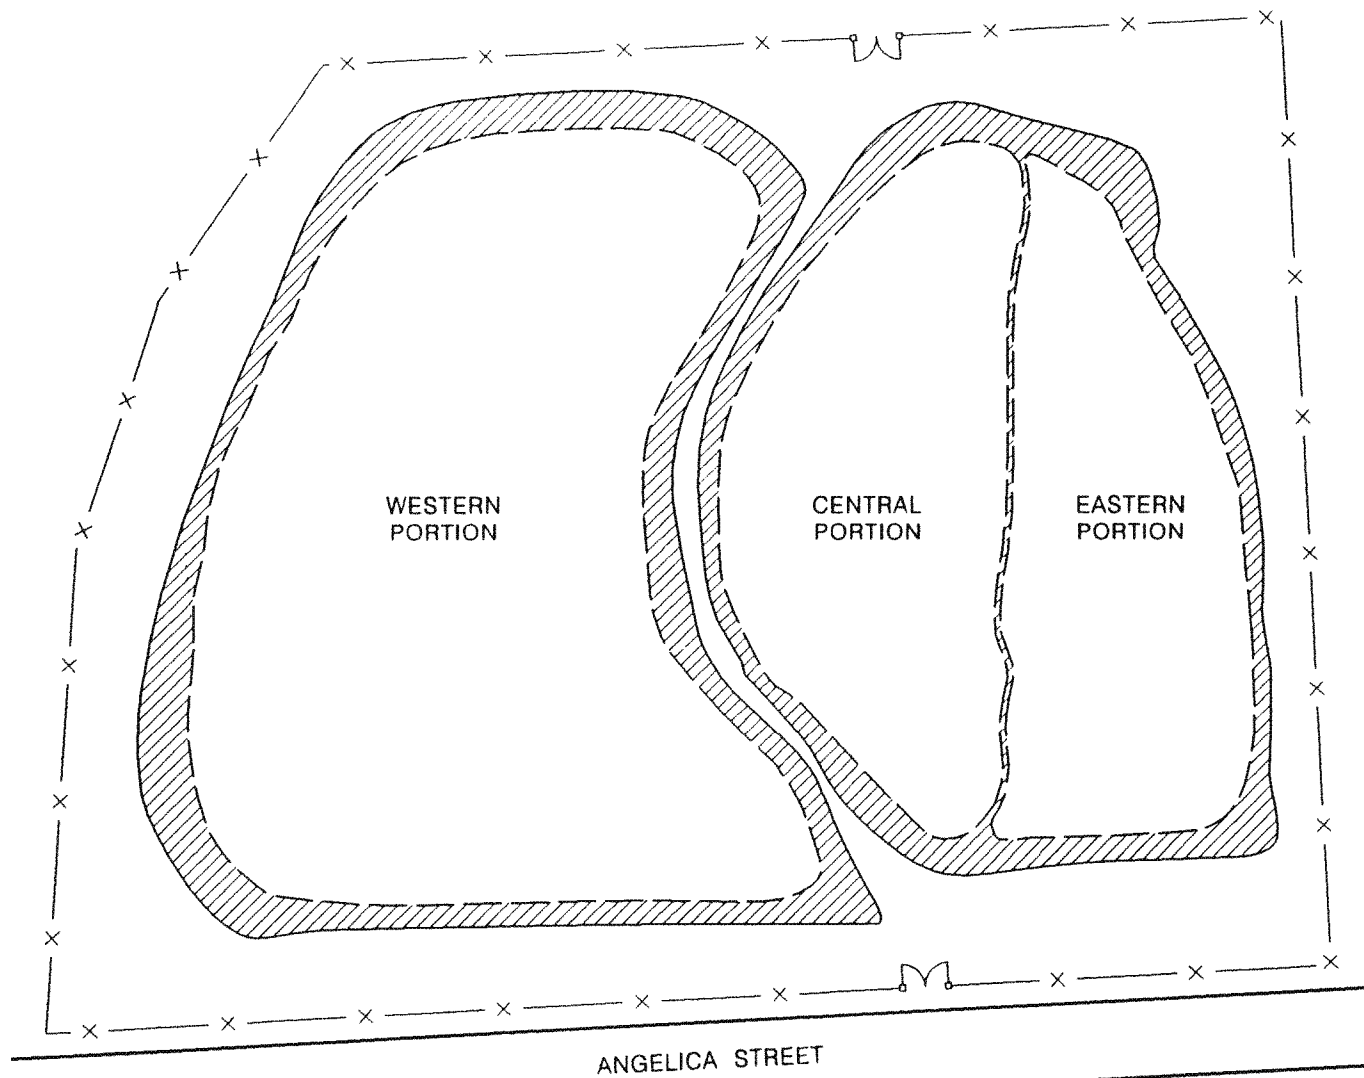 WESTERN
PORTION
CENTRAL
PORTION
EASTERN
PORTION
ANGELICA STREET